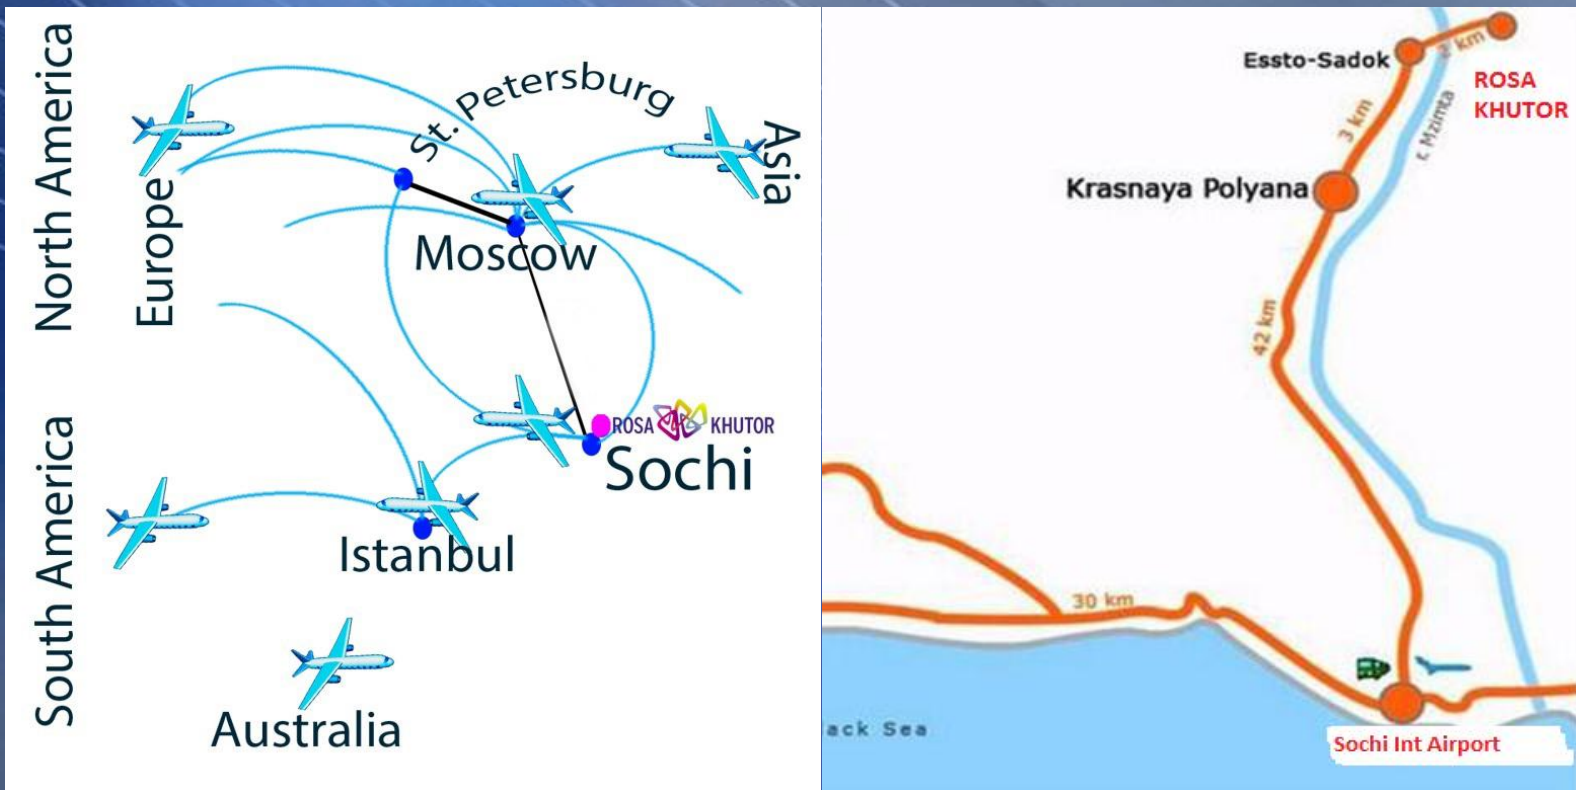 North America
Europe
St. Petersburg
Asia
Moscow
ROSA KHUTOR
Sochi
South America
Istanbul
Australia
Essto-Sadok
km
ROSA
KHUTOR
3 km
г. Mzimta
Krasnaya Polyana
42 km
30 km
ack Sea
Sochi Int Airport